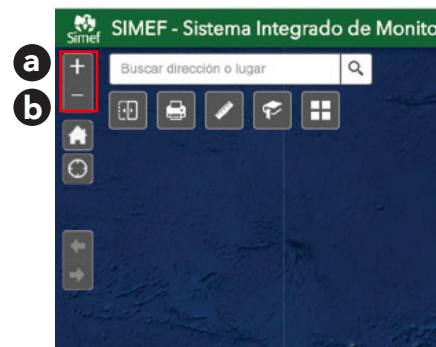 Simef
SIMEF - Sistema Integrado de Monito
a
+
Buscar dirección o lugar
b
−